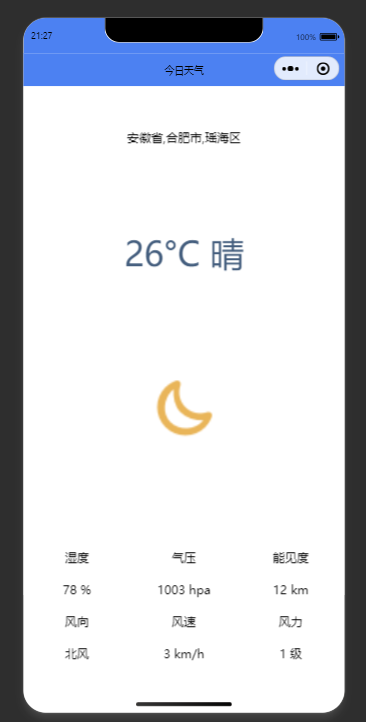 21:27
100%
今日天气
安徽省,合肥市,瑶海区
26°C 晴
湿度 气压 能见度
78 % 1003 hpa 12 km
风向 风速 风力
北风 3 km/h 1 级